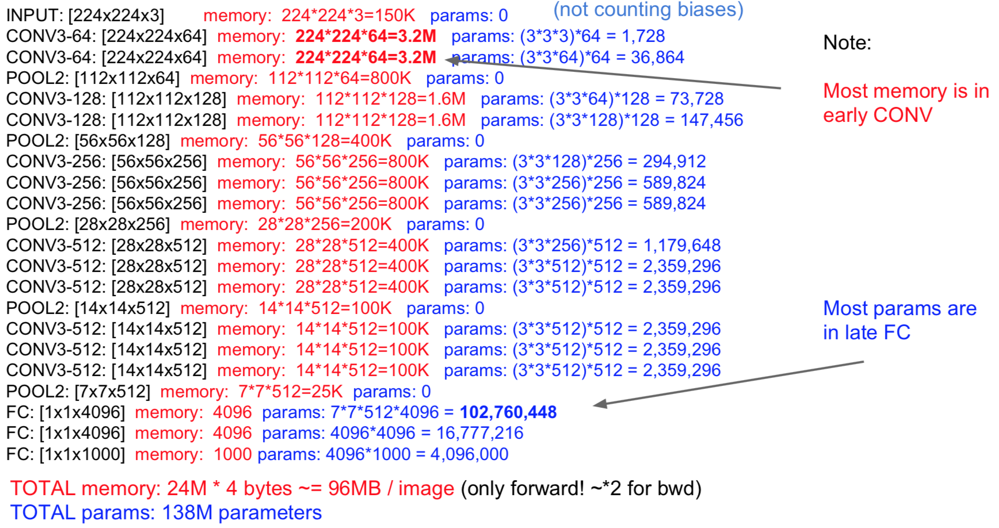 (not counting biases)
INPUT: [224x224x3] memory: 224*224*3=150K params: 0
CONV3-64: [224x224x64] memory: 224*224*64=3.2M params: (3*3*3)*64 = 1,728
CONV3-64: [224x224x64] memory: 224*224*64=3.2M params: (3*3*64)*64 = 36,864
POOL2: [112x112x64] memory: 112*112*64=800K params: 0
CONV3-128: [112x112x128] memory: 112*112*128=1.6M params: (3*3*64)*128 = 73,728
CONV3-128: [112x112x128] memory: 112*112*128=1.6M params: (3*3*128)*128 = 147,456
POOL2: [56x56x128] memory: 56*56*128=400K params: 0
CONV3-256: [56x56x256] memory: 56*56*256=800K params: (3*3*128)*256 = 294,912
CONV3-256: [56x56x256] memory: 56*56*256=800K params: (3*3*256)*256 = 589,824
CONV3-256: [56x56x256] memory: 56*56*256=800K params: (3*3*256)*256 = 589,824
POOL2: [28x28x256] memory: 28*28*256=200K params: 0
CONV3-512: [28x28x512] memory: 28*28*512=400K params: (3*3*256)*512 = 1,179,648
CONV3-512: [28x28x512] memory: 28*28*512=400K params: (3*3*512)*512 = 2,359,296
CONV3-512: [28x28x512] memory: 28*28*512=400K params: (3*3*512)*512 = 2,359,296
POOL2: [14x14x512] memory: 14*14*512=100K params: 0
CONV3-512: [14x14x512] memory: 14*14*512=100K params: (3*3*512)*512 = 2,359,296
CONV3-512: [14x14x512] memory: 14*14*512=100K params: (3*3*512)*512 = 2,359,296
CONV3-512: [14x14x512] memory: 14*14*512=100K params: (3*3*512)*512 = 2,359,296
POOL2: [7x7x512] memory: 7*7*512=25K params: 0
FC: [1x1x4096] memory: 4096 params: 7*7*512*4096 = 102,760,448
FC: [1x1x4096] memory: 4096 params: 4096*4096 = 16,777,216
FC: [1x1x1000] memory: 1000 params: 4096*1000 = 4,096,000
TOTAL memory: 24M * 4 bytes ~= 96MB / image (only forward! ~*2 for bwd)
TOTAL params: 138M parameters
Note:
Most memory is in
early CONV
Most params are
in late FC